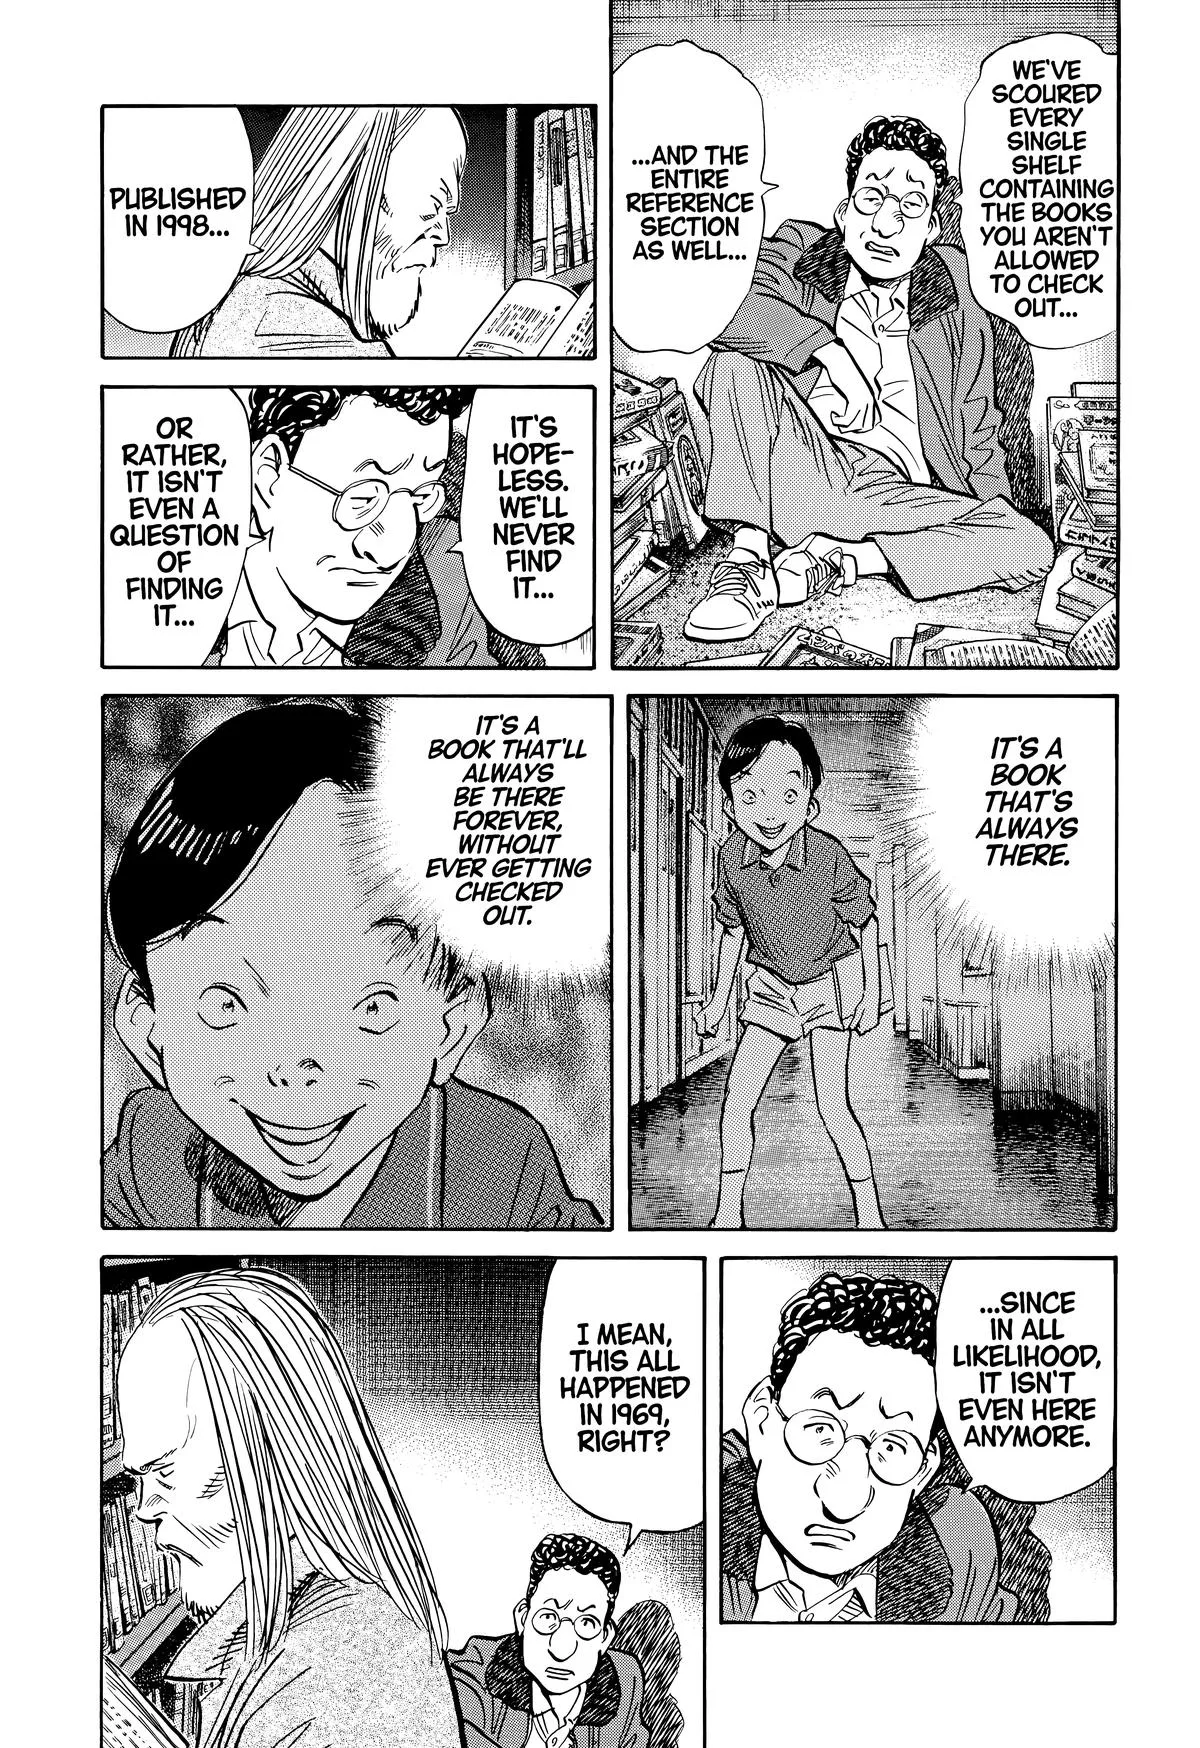 WE'VE
SCOURED
EVERY
SINGLE
SHELF
CONTAINING
THE BOOKS
YOU AREN'T
ALLOWED
TO CHECK
OUT...
...AND THE
ENTIRE
REFERENCE
SECTION
AS WELL...
PUBLISHED
IN 1998...
IT'S
HOPE-
LESS.
WE'LL
NEVER
FIND
IT...
OR
RATHER,
IT ISN'T
EVEN A
QUESTION
OF
FINDING
IT...
IT'S A
BOOK
THAT'S
ALWAYS
THERE.
IT'S A
BOOK THAT'LL
ALWAYS
BE THERE
FOREVER,
WITHOUT
EVER GETTING
CHECKED
OUT.
...SINCE
IN ALL
LIKELIHOOD,
IT ISN'T
EVEN HERE
ANYMORE.
I MEAN,
THIS ALL
HAPPENED
IN 1969,
RIGHT?